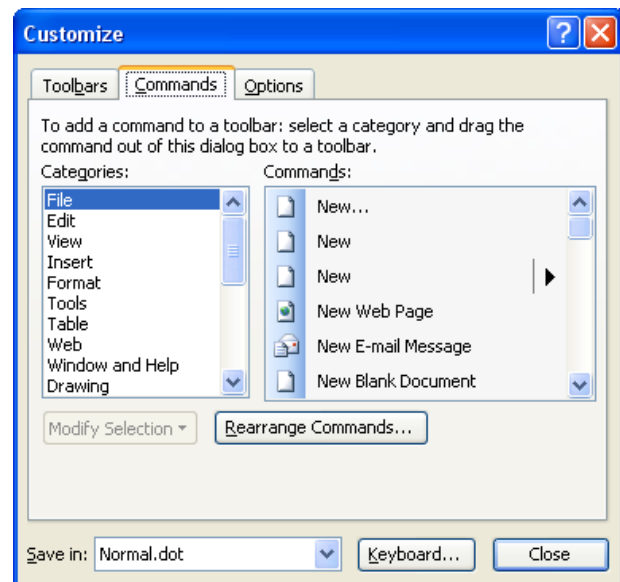 Customize
Toolbars
Commands
Options
To add a command to a toolbar: select a category and drag the
command out of this dialog box to a toolbar.
Categories:
File
Edit
View
Insert
Format
Tools
Table
Web
Window and Help
Drawing
Commands:
New...
New
New
New Web Page
New E-mail Message
New Blank Document
Modify Selection
Rearrange Commands...
Save in: Normal.dot
Keyboard...
Close